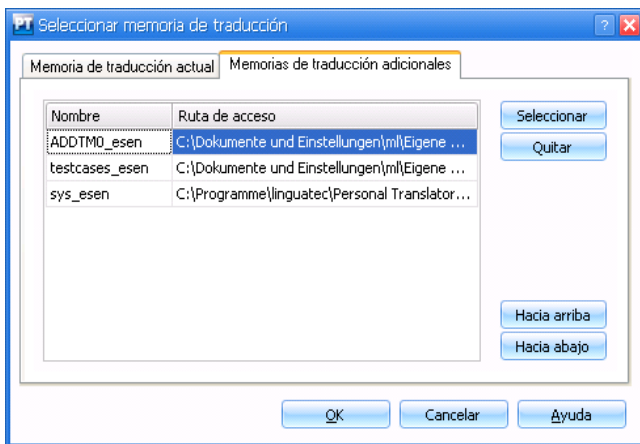 PT Seleccionar memoria de traducción
Memoria de traducción actual Memorias de traducción adicionales
Nombre Ruta de acceso Seleccionar
ADDTM0_esen C:\Dokumente und Einstellungen\ml\Eigene ... Quitar
testcases_esen C:\Dokumente und Einstellungen\ml\Eigene ...
sys_esen C:\Programme\linguatec\Personal Translator...
Hacia arriba
Hacia abajo
OK Cancelar Ayuda